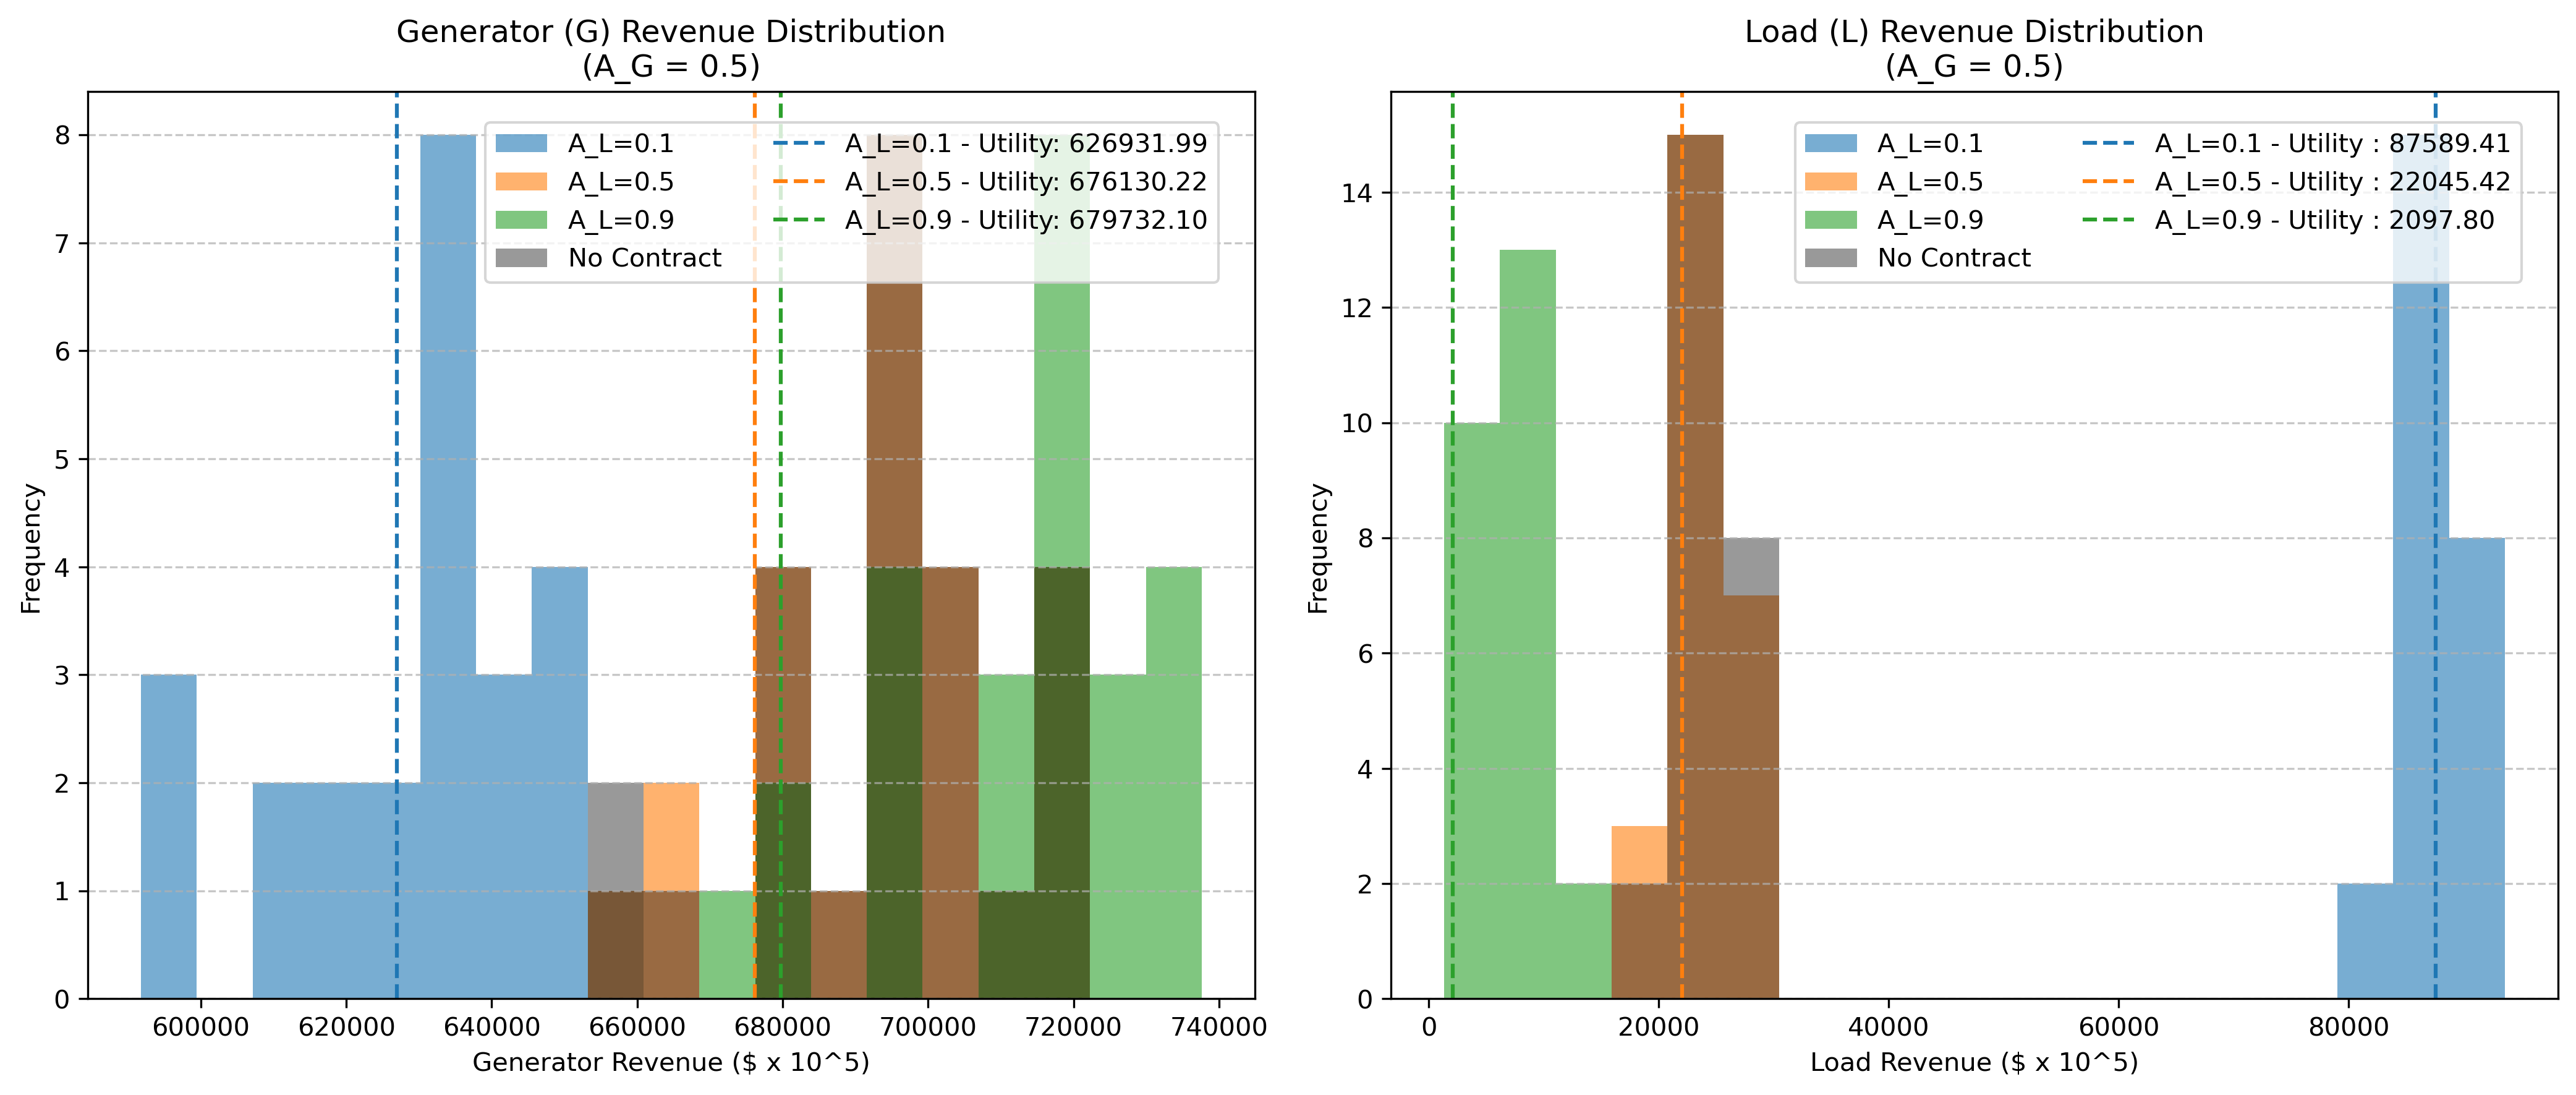 Generator (G) Revenue Distribution
(A_G = 0.5)
8
7
6
5
4
3
2
1
0
Frequency
A_L=0.1
A_L=0.5
A_L=0.9
No Contract
A_L=0.1 - Utility: 626931.99
A_L=0.5 - Utility: 676130.22
A_L=0.9 - Utility: 679732.10
600000 620000 640000 660000 680000 700000 720000 740000
Generator Revenue ($ x 10^5)
Load (L) Revenue Distribution
(A_G = 0.5)
14
12
10
8
6
4
2
0
Frequency
A_L=0.1
A_L=0.5
A_L=0.9
No Contract
A_L=0.1 - Utility : 87589.41
A_L=0.5 - Utility : 22045.42
A_L=0.9 - Utility : 2097.80
0 20000 40000 60000 80000
Load Revenue ($ x 10^5)